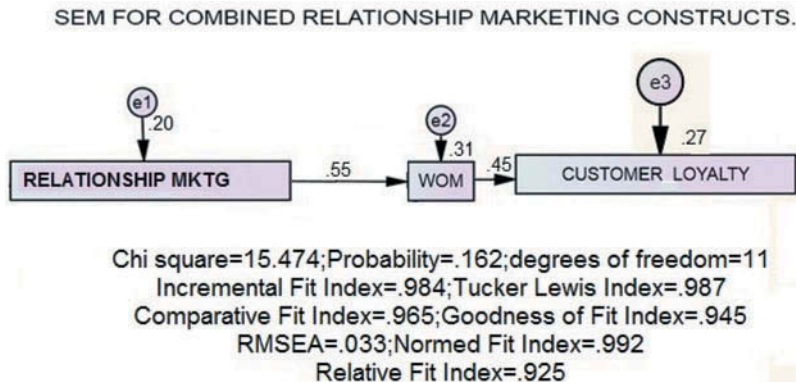 SEM FOR COMBINED RELATIONSHIP MARKETING CONSTRUCTS.
e1
e2
e3
.20
.31
.27
RELATIONSHIP MKTG
.55
WOM
.45
CUSTOMER LOYALTY
Chi square=15.474;Probability=.162;degrees of freedom=11
Incremental Fit Index=.984;Tucker Lewis Index=.987
Comparative Fit Index=.965;Goodness of Fit Index=.945
RMSEA=.033;Normed Fit Index=.992
Relative Fit Index=.925